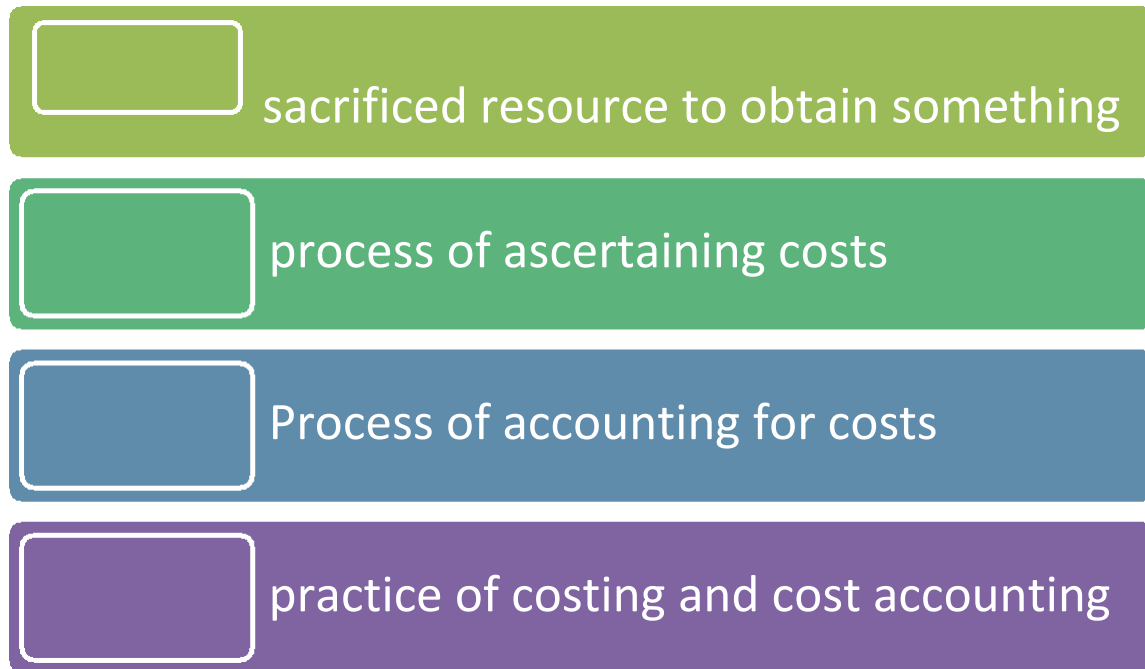 sacrificed resource to obtain something
process of ascertaining costs
Process of accounting for costs
practice of costing and cost accounting